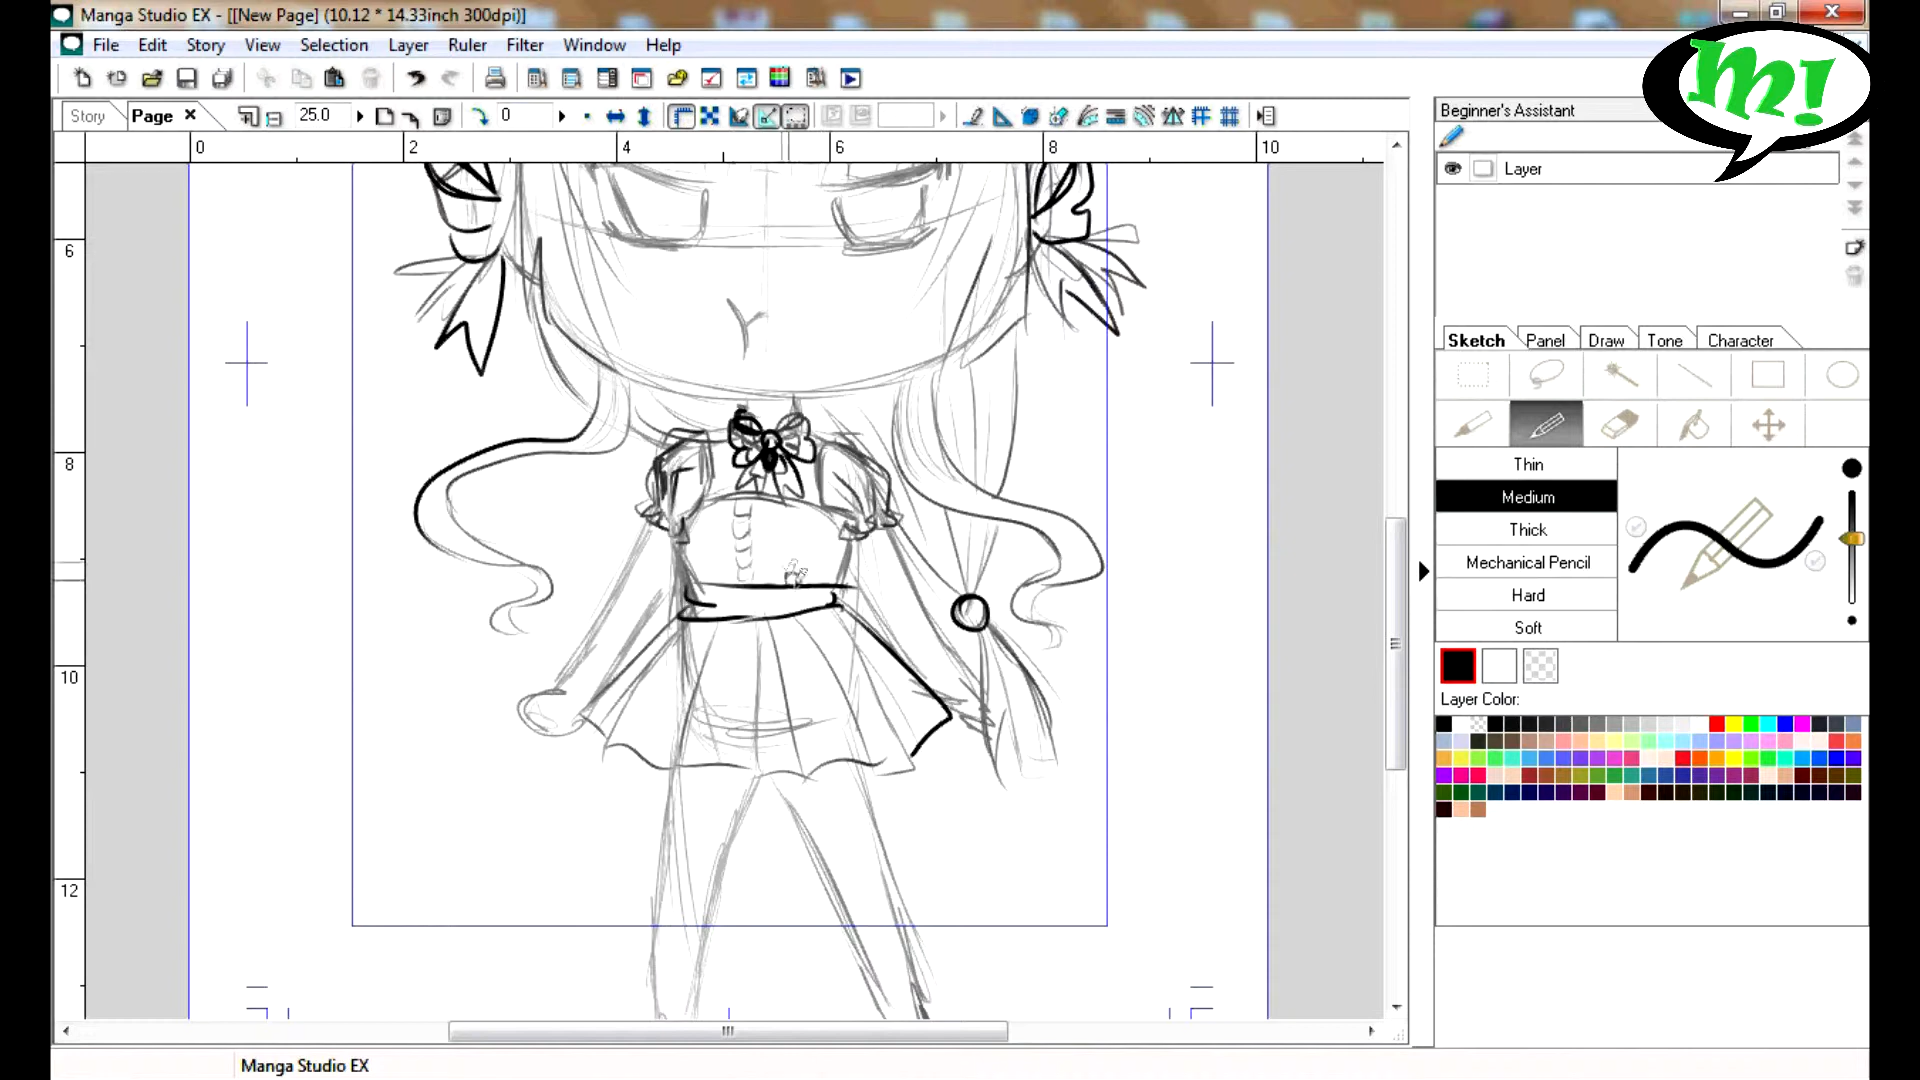 Manga Studio EX - [[New Page] (10.12 * 14.33inch 300dpi)]
File Edit Story View Selection Layer Ruler Filter Window Help
Story Page 25.0 0
0 2 4 6 8 10
6
8
10
12
M!
Beginner's Assistant
Layer
Sketch Panel Draw Tone Character
Thin
Medium
Thick
Mechanical Pencil
Hard
Soft
Layer Color:
Manga Studio EX